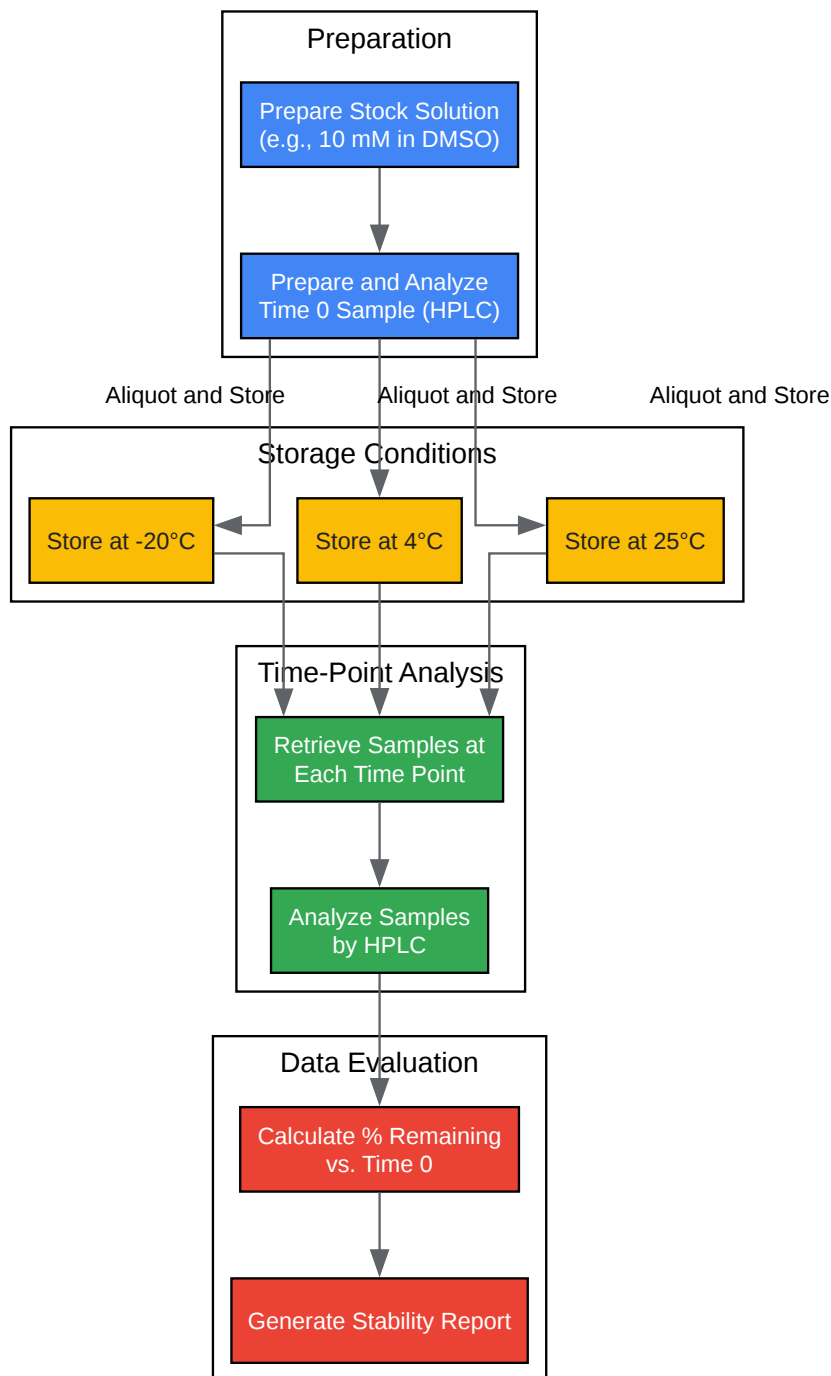 Preparation
Prepare Stock Solution
(e.g., 10 mM in DMSO)
Prepare and Analyze
Time 0 Sample (HPLC)
Aliquot and Store
Aliquot and Store
Aliquot and Store
Storage Conditions
Store at -20°C
Store at 4°C
Store at 25°C
Time-Point Analysis
Retrieve Samples at
Each Time Point
Analyze Samples
by HPLC
Data Evaluation
Calculate % Remaining
vs. Time 0
Generate Stability Report